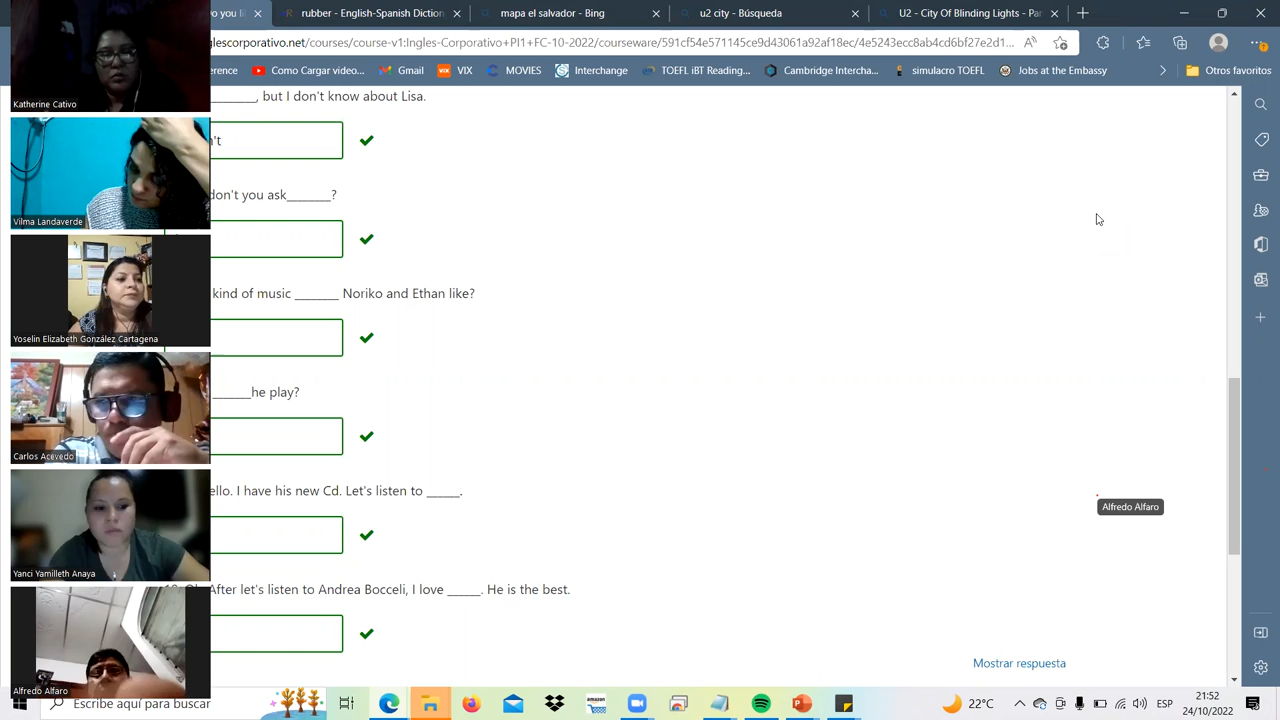 vo you li
rubber - English-Spanish Dictio
mapa el salvador - Bing
u2 city - Búsqueda
U2 - City Of Blinding Lights - Par
glescorporativo.net/courses/course-v1:Ingles-Corporativo+PI1+FC-10-2022/courseware/591cf54e571145ce9d43061a92af18ec/4e5243ecc8ab4cd6bf27e2d1...
erence
Como Cargar video...
Gmail
VIX
MOVIES
Interchange
TOEFL iBT Reading...
Cambridge Intercha...
simulacro TOEFL
Jobs at the Embassy
Otros favoritos
________, but I don't know about Lisa.
Katherine Cativo
n't
don't you ask_______?
Vilma Landaverde
kind of music _______ Noriko and Ethan like?
Yoselin Elizabeth González Cartagena
______he play?
Carlos Acevedo
ello. I have his new Cd. Let's listen to _____.
Alfredo Alfaro
Yanci Yamilleth Anaya
After let's listen to Andrea Bocceli, I love _____. He is the best.
Mostrar respuesta
Alfredo Alfaro
Escribe aquí para buscar
amazon
22°C
ESP
21:52
24/10/2022